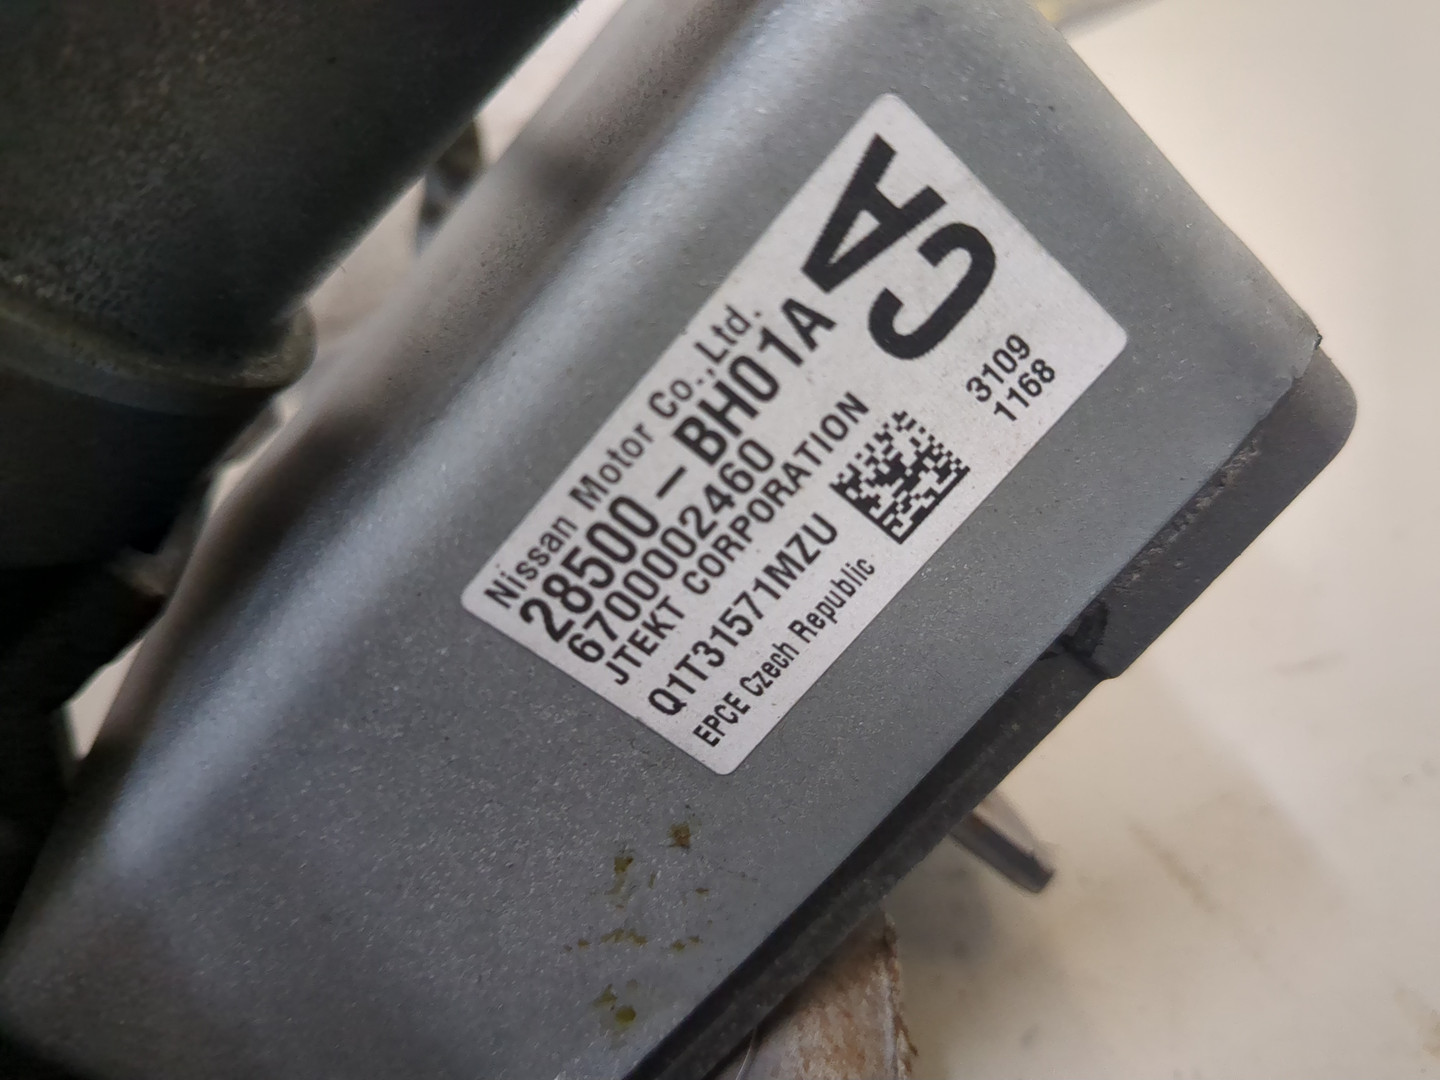 Nissan Motor Co.,Ltd.
28500-BH01A
6700002460
JTEKT CORPORATION
Q1T31571MZU
EPCE Czech Republic
CA
3109
1168